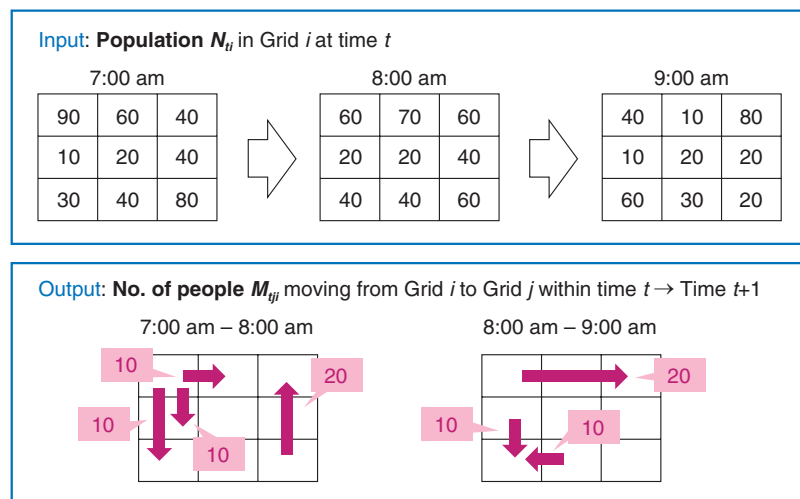 Input: Population Nti in Grid i at time t
7:00 am
8:00 am
9:00 am
90 60 40
60 70 60
40 10 80
10 20 40
20 20 40
10 20 20
30 40 80
40 40 60
60 30 20
Output: No. of people Mtji moving from Grid i to Grid j within time t → Time t+1
7:00 am – 8:00 am
8:00 am – 9:00 am
10
20
10
10
20
10
10